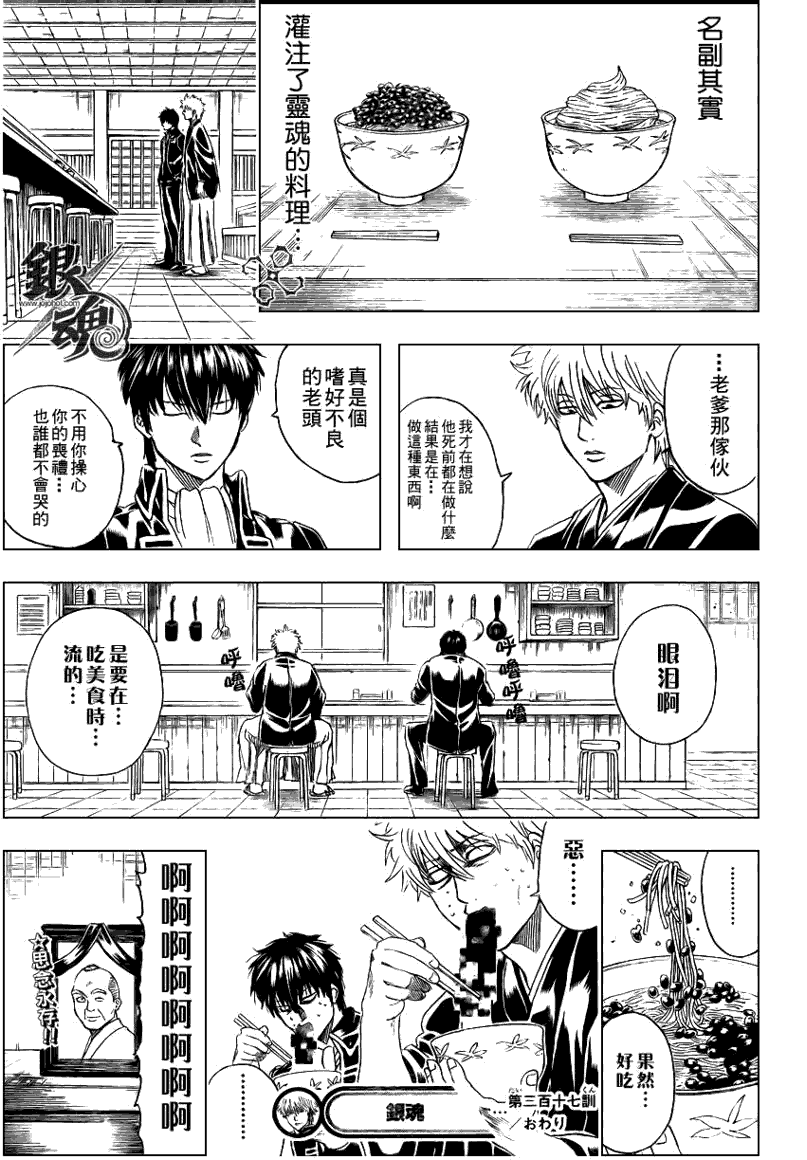 名副其實
灌注了靈魂的料理…
銀魂
www.jojohot.com
…老爹那傢伙
我才在想說
他死前都在做什麼
結果是在…
做這種東西啊
真是個
嗜好不良
的老頭
不用你操心
你的喪禮…
也誰都不會哭的
眼泪啊
呼嚕呼嚕
呼嚕
是要在…
吃美食時…
流的…
………
果然…
好吃
惡……
………
啊啊啊啊啊啊啊啊
☆思念永存!!
銀魂
…第三百十七訓
だい
くん
／おわり